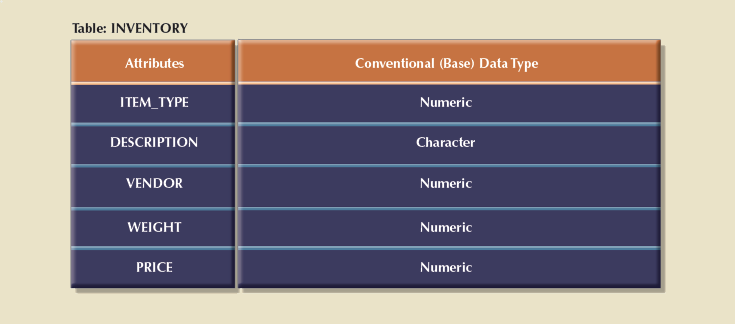 Table: INVENTORY
Attributes Conventional (Base) Data Type
ITEM_TYPE Numeric
DESCRIPTION Character
VENDOR Numeric
WEIGHT Numeric
PRICE Numeric